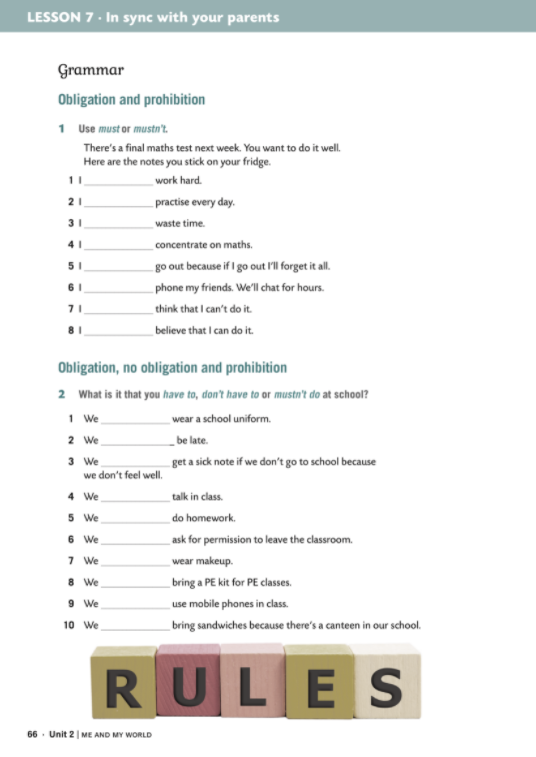 LESSON 7 · In sync with your parents
Grammar
Obligation and prohibition
1 Use must or mustn't.
There's a final maths test next week. You want to do it well.
Here are the notes you stick on your fridge.
1 I ____________ work hard.
2 I ____________ practise every day.
3 I ____________ waste time.
4 I ____________ concentrate on maths.
5 I ____________ go out because if I go out I'll forget it all.
6 I ____________ phone my friends. We'll chat for hours.
7 I ____________ think that I can't do it.
8 I ____________ believe that I can do it.
Obligation, no obligation and prohibition
2 What is it that you have to, don't have to or mustn't do at school?
1 We ____________ wear a school uniform.
2 We ____________ _ be late.
3 We ____________ get a sick note if we don't go to school because
we don't feel well.
4 We ____________ talk in class.
5 We ____________ do homework.
6 We ____________ ask for permission to leave the classroom.
7 We ____________ wear makeup.
8 We ____________ bring a PE kit for PE classes.
9 We ____________ use mobile phones in class.
10 We ____________ bring sandwiches because there's a canteen in our school.
RULES
66 · Unit 2 | ME AND MY WORLD